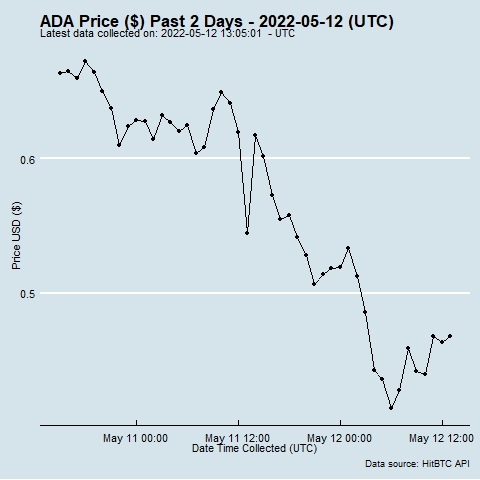 ADA Price ($) Past 2 Days - 2022-05-12 (UTC)
Latest data collected on: 2022-05-12 13:05:01  - UTC
Price USD ($)
0.6
0.5
May 11 00:00
May 11 12:00
May 12 00:00
May 12 12:00
Date Time Collected (UTC)
Data source: HitBTC API